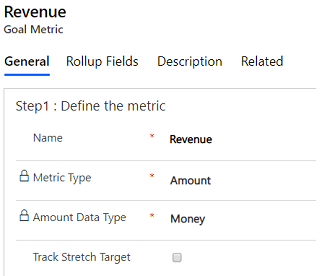 Revenue
Goal Metric
General Rollup Fields Description Related
Step1 : Define the metric
Name * Revenue
Metric Type * Amount
Amount Data Type * Money
Track Stretch Target